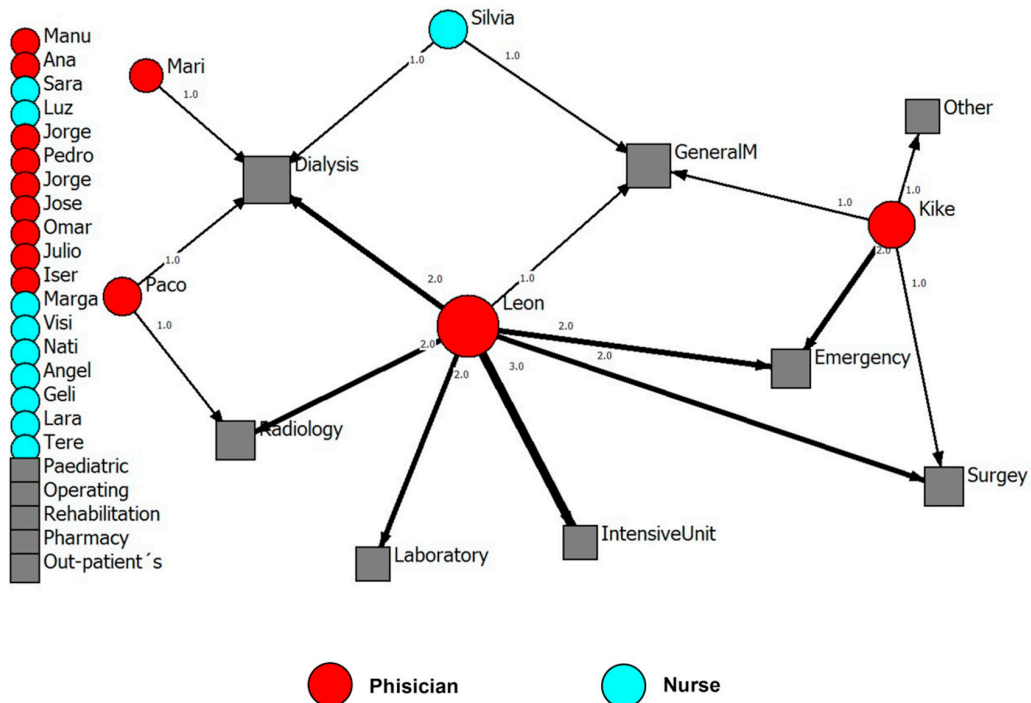 Manu
Ana
Sara
Luz
Jorge
Pedro
Jorge
Jose
Omar
Julio
Iser
Marga
Visi
Nati
Angel
Geli
Lara
Tere
Paediatric
Operating
Rehabilitation
Pharmacy
Out-patient´s
Silvia
1.0
1.0
Mari
1.0
Other
Dialysis
GeneralM
1.0
1.0
Kike
2.0
1.0
1.0
Paco
2.0
1.0
Leon
1.0
2.0
2.0
2.0
2.0
3.0
Emergency
Radiology
Surgey
Laboratory
IntensiveUnit
Phisician
Nurse